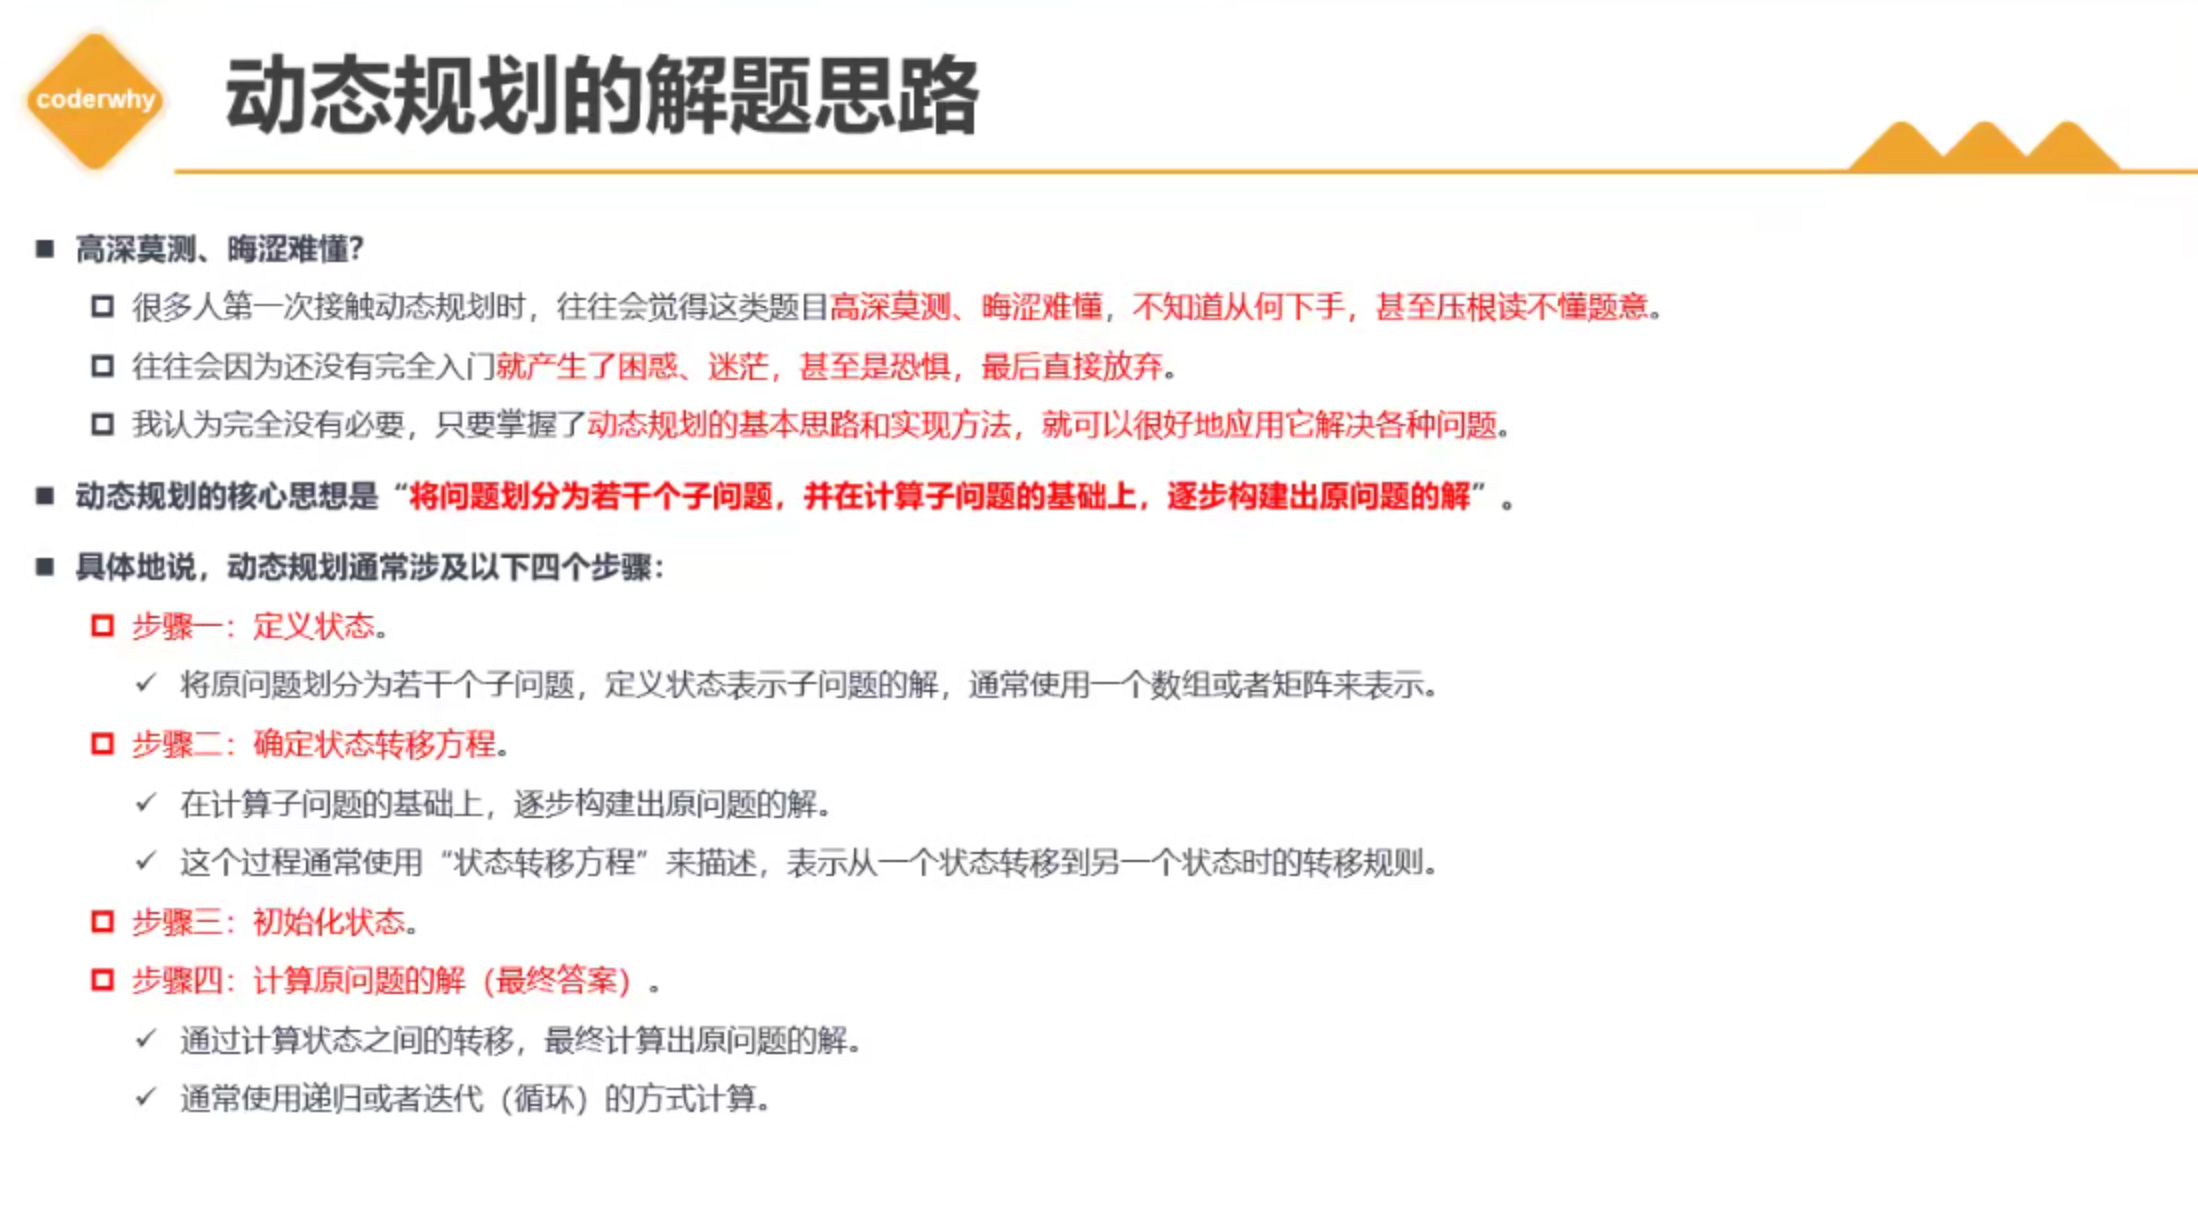 coderwhy
动态规划的解题思路
高深莫测、晦涩难懂？
很多人第一次接触动态规划时，往往会觉得这类题目高深莫测、晦涩难懂，不知道从何下手，甚至压根读不懂题意。
往往会因为还没有完全入门就产生了困惑、迷茫，甚至是恐惧，最后直接放弃。
我认为完全没有必要，只要掌握了动态规划的基本思路和实现方法，就可以很好地应用它解决各种问题。
动态规划的核心思想是“将问题划分为若干个子问题，并在计算子问题的基础上，逐步构建出原问题的解”。
具体地说，动态规划通常涉及以下四个步骤：
步骤一：定义状态。
将原问题划分为若干个子问题，定义状态表示子问题的解，通常使用一个数组或者矩阵来表示。
步骤二：确定状态转移方程。
在计算子问题的基础上，逐步构建出原问题的解。
这个过程通常使用“状态转移方程”来描述，表示从一个状态转移到另一个状态时的转移规则。
步骤三：初始化状态。
步骤四：计算原问题的解（最终答案）。
通过计算状态之间的转移，最终计算出原问题的解。
通常使用递归或者迭代（循环）的方式计算。